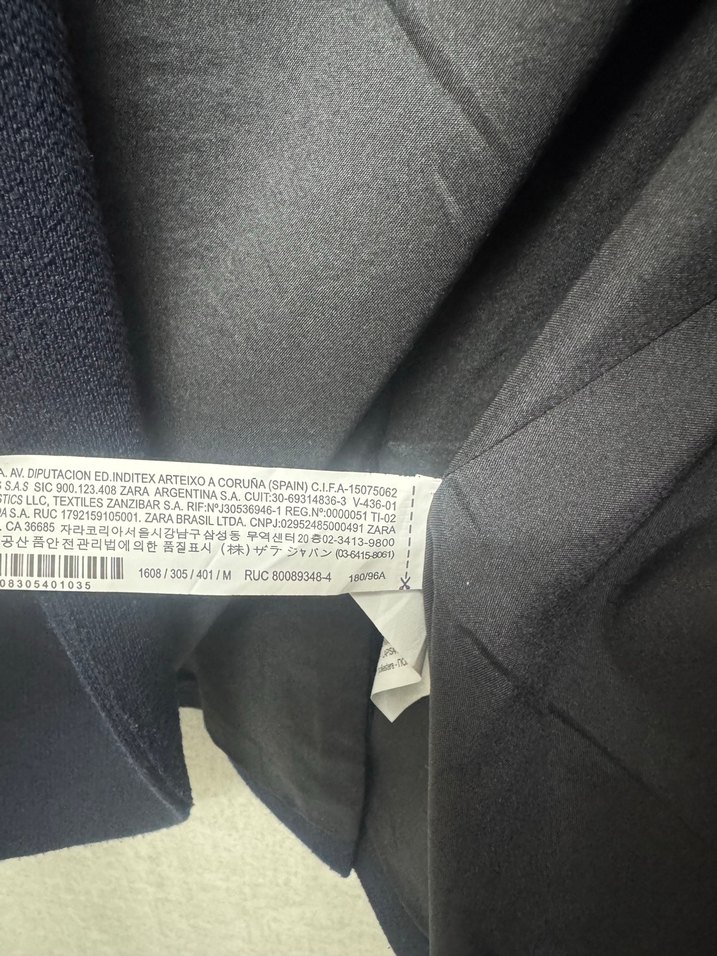 A. AV. DIPUTACION ED.INDITEX ARTEIXO A CORUÑA (SPAIN) C.I.F.A-15075062
S.A.S SIC 900.123.408 ZARA ARGENTINA S.A. CUIT:30-69314836-3 V-436-01
STICS LLC, TEXTILES ZANZIBAR S.A. RIF:NºJ30536946-1 REG.Nº:0000051 TI-02
S.A. RUC 1792159105001. ZARA BRASIL LTDA. CNPJ:02952485000491 ZARA
. CA 36685 자라코리아서울시강남구삼성동 무역센터20층02-3413-9800
공산품안전관리법에의한 품질표시 (株) ザラ ジャパン (03-6415-8061)
1608 / 305 / 401 / M RUC 80089348-4 180/96A
08305401035